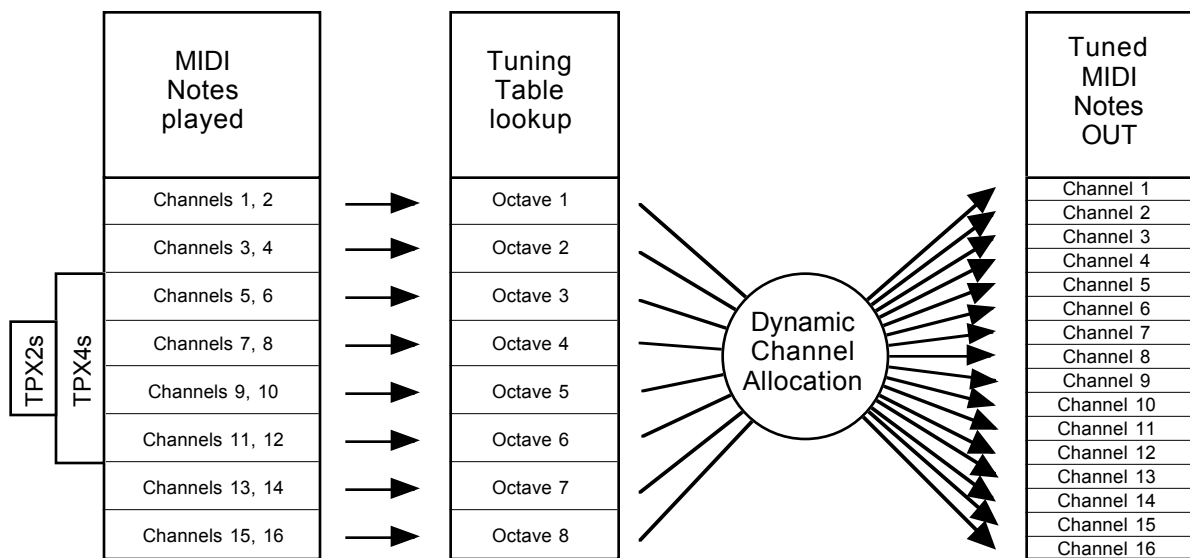 MIDI
Notes
played
Tuning
Table
lookup
Tuned
MIDI
Notes
OUT
TPX2s
TPX4s
Channels 1, 2
Channels 3, 4
Channels 5, 6
Channels 7, 8
Channels 9, 10
Channels 11, 12
Channels 13, 14
Channels 15, 16
Octave 1
Octave 2
Octave 3
Octave 4
Octave 5
Octave 6
Octave 7
Octave 8
Dynamic
Channel
Allocation
Channel 1
Channel 2
Channel 3
Channel 4
Channel 5
Channel 6
Channel 7
Channel 8
Channel 9
Channel 10
Channel 11
Channel 12
Channel 13
Channel 14
Channel 15
Channel 16